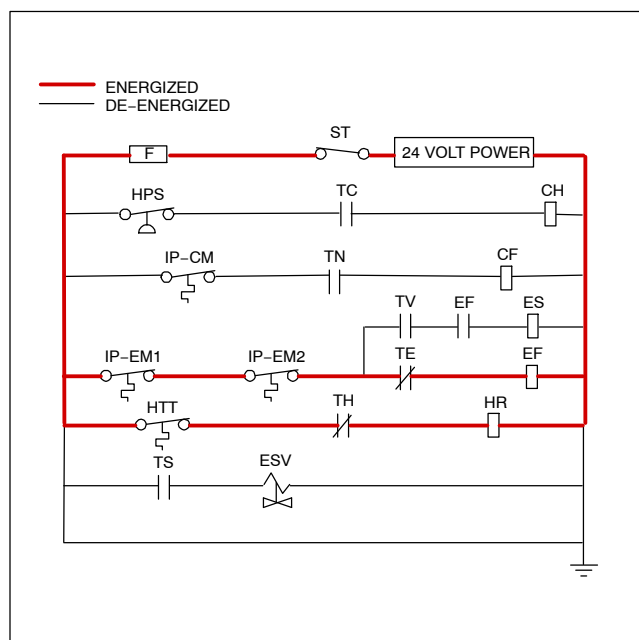 ENERGIZED
DE-ENERGIZED
ST
F
24 VOLT POWER
HPS
TC
CH
IP-CM
TN
CF
TV
EF
ES
IP-EM1
IP-EM2
TE
EF
HTT
TH
HR
TS
ESV